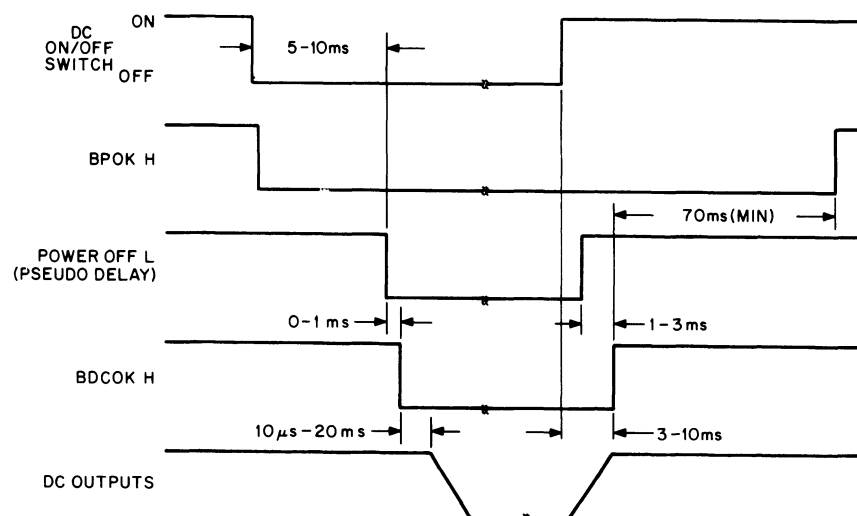 ON
DC
ON/OFF
SWITCH
OFF
5-10ms
BPOK H
70ms (MIN)
POWER OFF L
(PSEUDO DELAY)
0-1 ms
1-3ms
BDCOK H
10μs-20ms
3-10ms
DC OUTPUTS